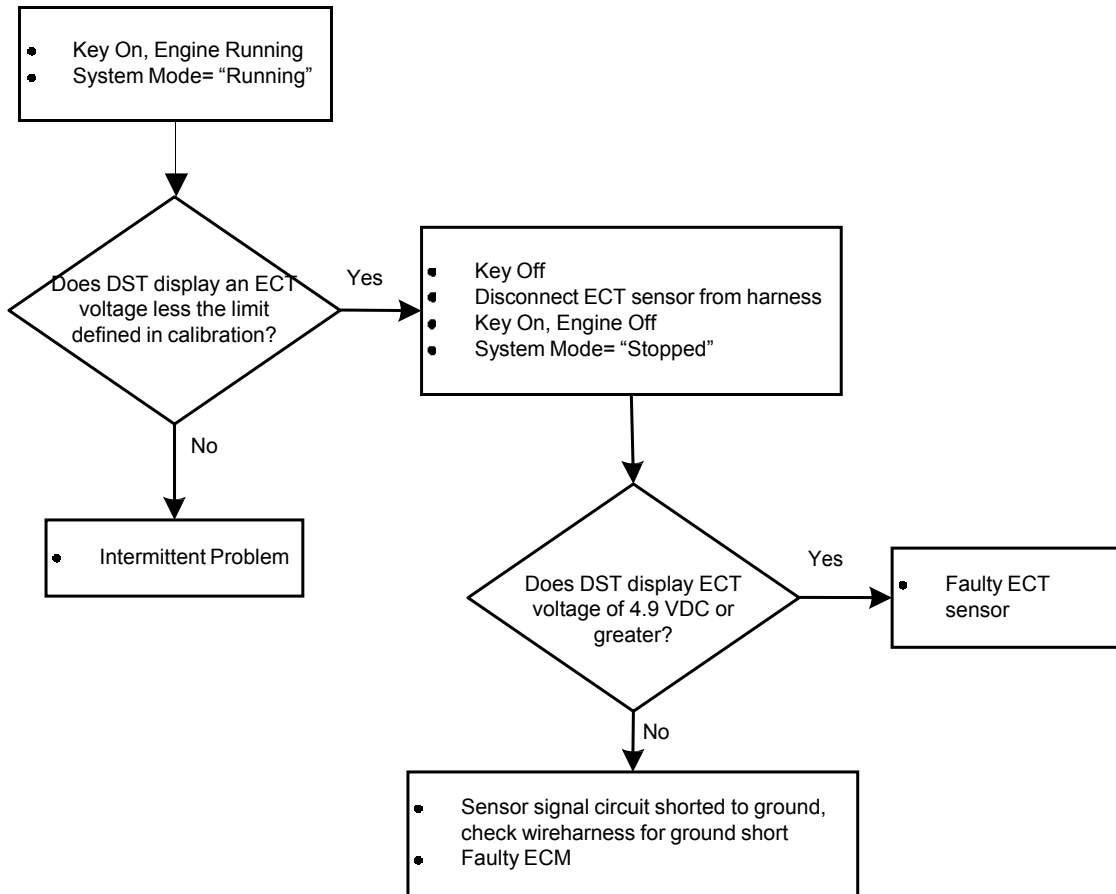 Key On, Engine Running
System Mode= “Running”
Does DST display an ECT
voltage less the limit
defined in calibration?
Yes
Key Off
Disconnect ECT sensor from harness
Key On, Engine Off
System Mode= “Stopped”
No
Intermittent Problem
Does DST display ECT
voltage of 4.9 VDC or
greater?
Yes
Faulty ECT
sensor
No
Sensor signal circuit shorted to ground,
check wireharness for ground short
Faulty ECM